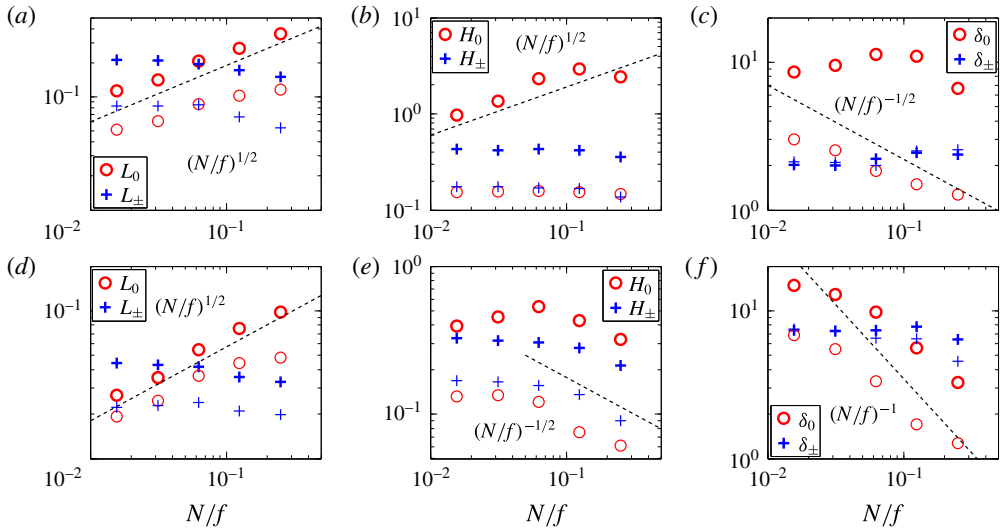 (a)
10⁻¹
10⁻²
10⁻¹
(N/f)^{1/2}
L₀
L±
(b)
10¹
10⁰
10⁻¹
10⁻²
10⁻¹
(N/f)^{1/2}
H₀
H±
(c)
10¹
10⁰
10⁻²
10⁻¹
(N/f)^{−1/2}
δ₀
δ±
(d)
10⁻¹
10⁻²
10⁻¹
(N/f)^{1/2}
L₀
L±
N/f
(e)
10⁰
10⁻¹
10⁻²
10⁻¹
(N/f)^{−1/2}
H₀
H±
N/f
(f)
10¹
10⁰
10⁻²
10⁻¹
(N/f)^{−1}
δ₀
δ±
N/f